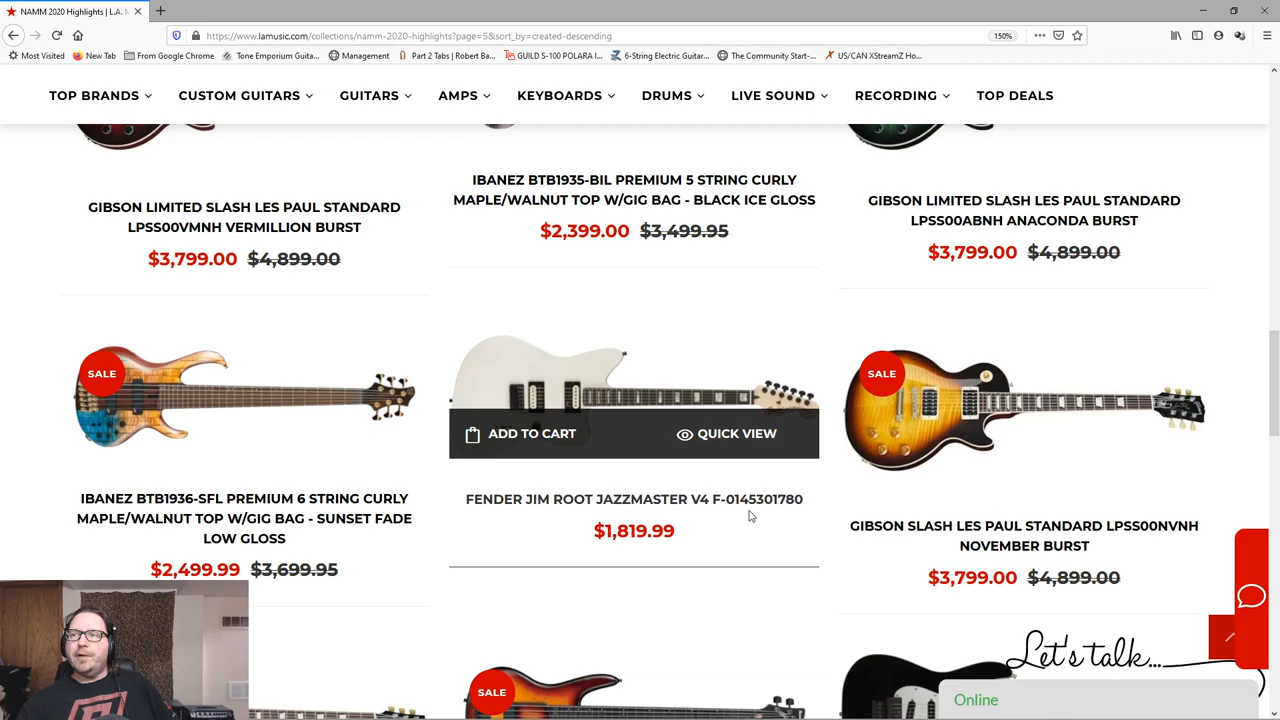 NAMM 2020 Highlights | L.A. M
https://www.lamusic.com/collections/namm-2020-highlights?page=5&sort_by=created-descending
150%
Most Visited New Tab From Google Chrome Tone Emporium Guita... Management Part 2 Tabs | Robert Ba... GUILD S-100 POLARA I... 6-String Electric Guitar... The Community Start-... US/CAN XStreamZ Ho...
TOP BRANDS CUSTOM GUITARS GUITARS AMPS KEYBOARDS DRUMS LIVE SOUND RECORDING TOP DEALS
GIBSON LIMITED SLASH LES PAUL STANDARD
LPSS00VMNH VERMILLION BURST
$3,799.00 $4,899.00
IBANEZ BTB1935-BIL PREMIUM 5 STRING CURLY
MAPLE/WALNUT TOP W/GIG BAG - BLACK ICE GLOSS
$2,399.00 $3,499.95
GIBSON LIMITED SLASH LES PAUL STANDARD
LPSS00ABNH ANACONDA BURST
$3,799.00 $4,899.00
SALE
IBANEZ BTB1936-SFL PREMIUM 6 STRING CURLY
MAPLE/WALNUT TOP W/GIG BAG - SUNSET FADE
LOW GLOSS
$2,499.99 $3,699.95
ADD TO CART QUICK VIEW
FENDER JIM ROOT JAZZMASTER V4 F-0145301780
$1,819.99
SALE
GIBSON SLASH LES PAUL STANDARD LPSS00NVNH
NOVEMBER BURST
$3,799.00 $4,899.00
SALE
Let's talk...
Online